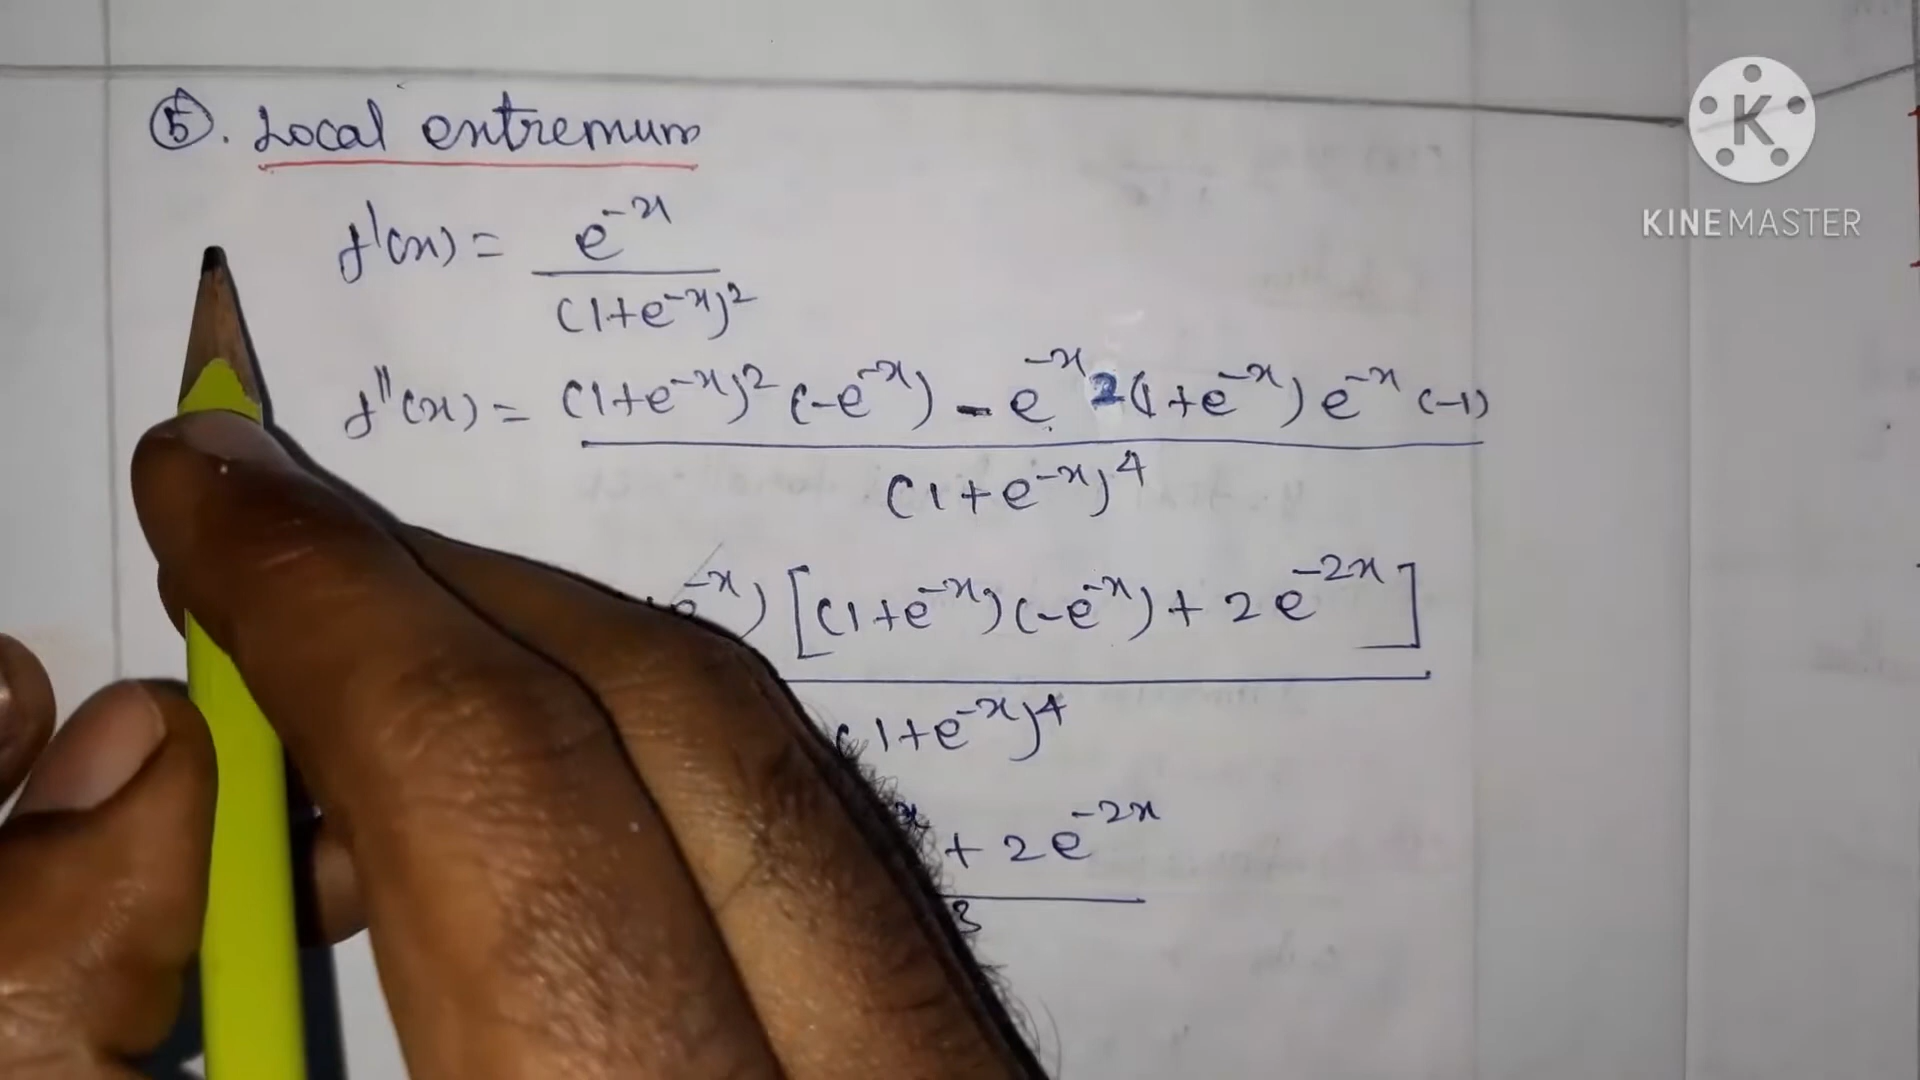 ⑤. Local extremum
K
KINEMASTER
f'(x) = e^-x / (1+e^-x)^2
f''(x) = (1+e^-x)^2 (-e^-x) - e^-x 2(1+e^-x) e^-x (-1) / (1+e^-x)^4
e^-x) [(1+e^-x)(-e^-x) + 2e^-2x] / (1+e^-x)^4
+ 2e^-2x / 3